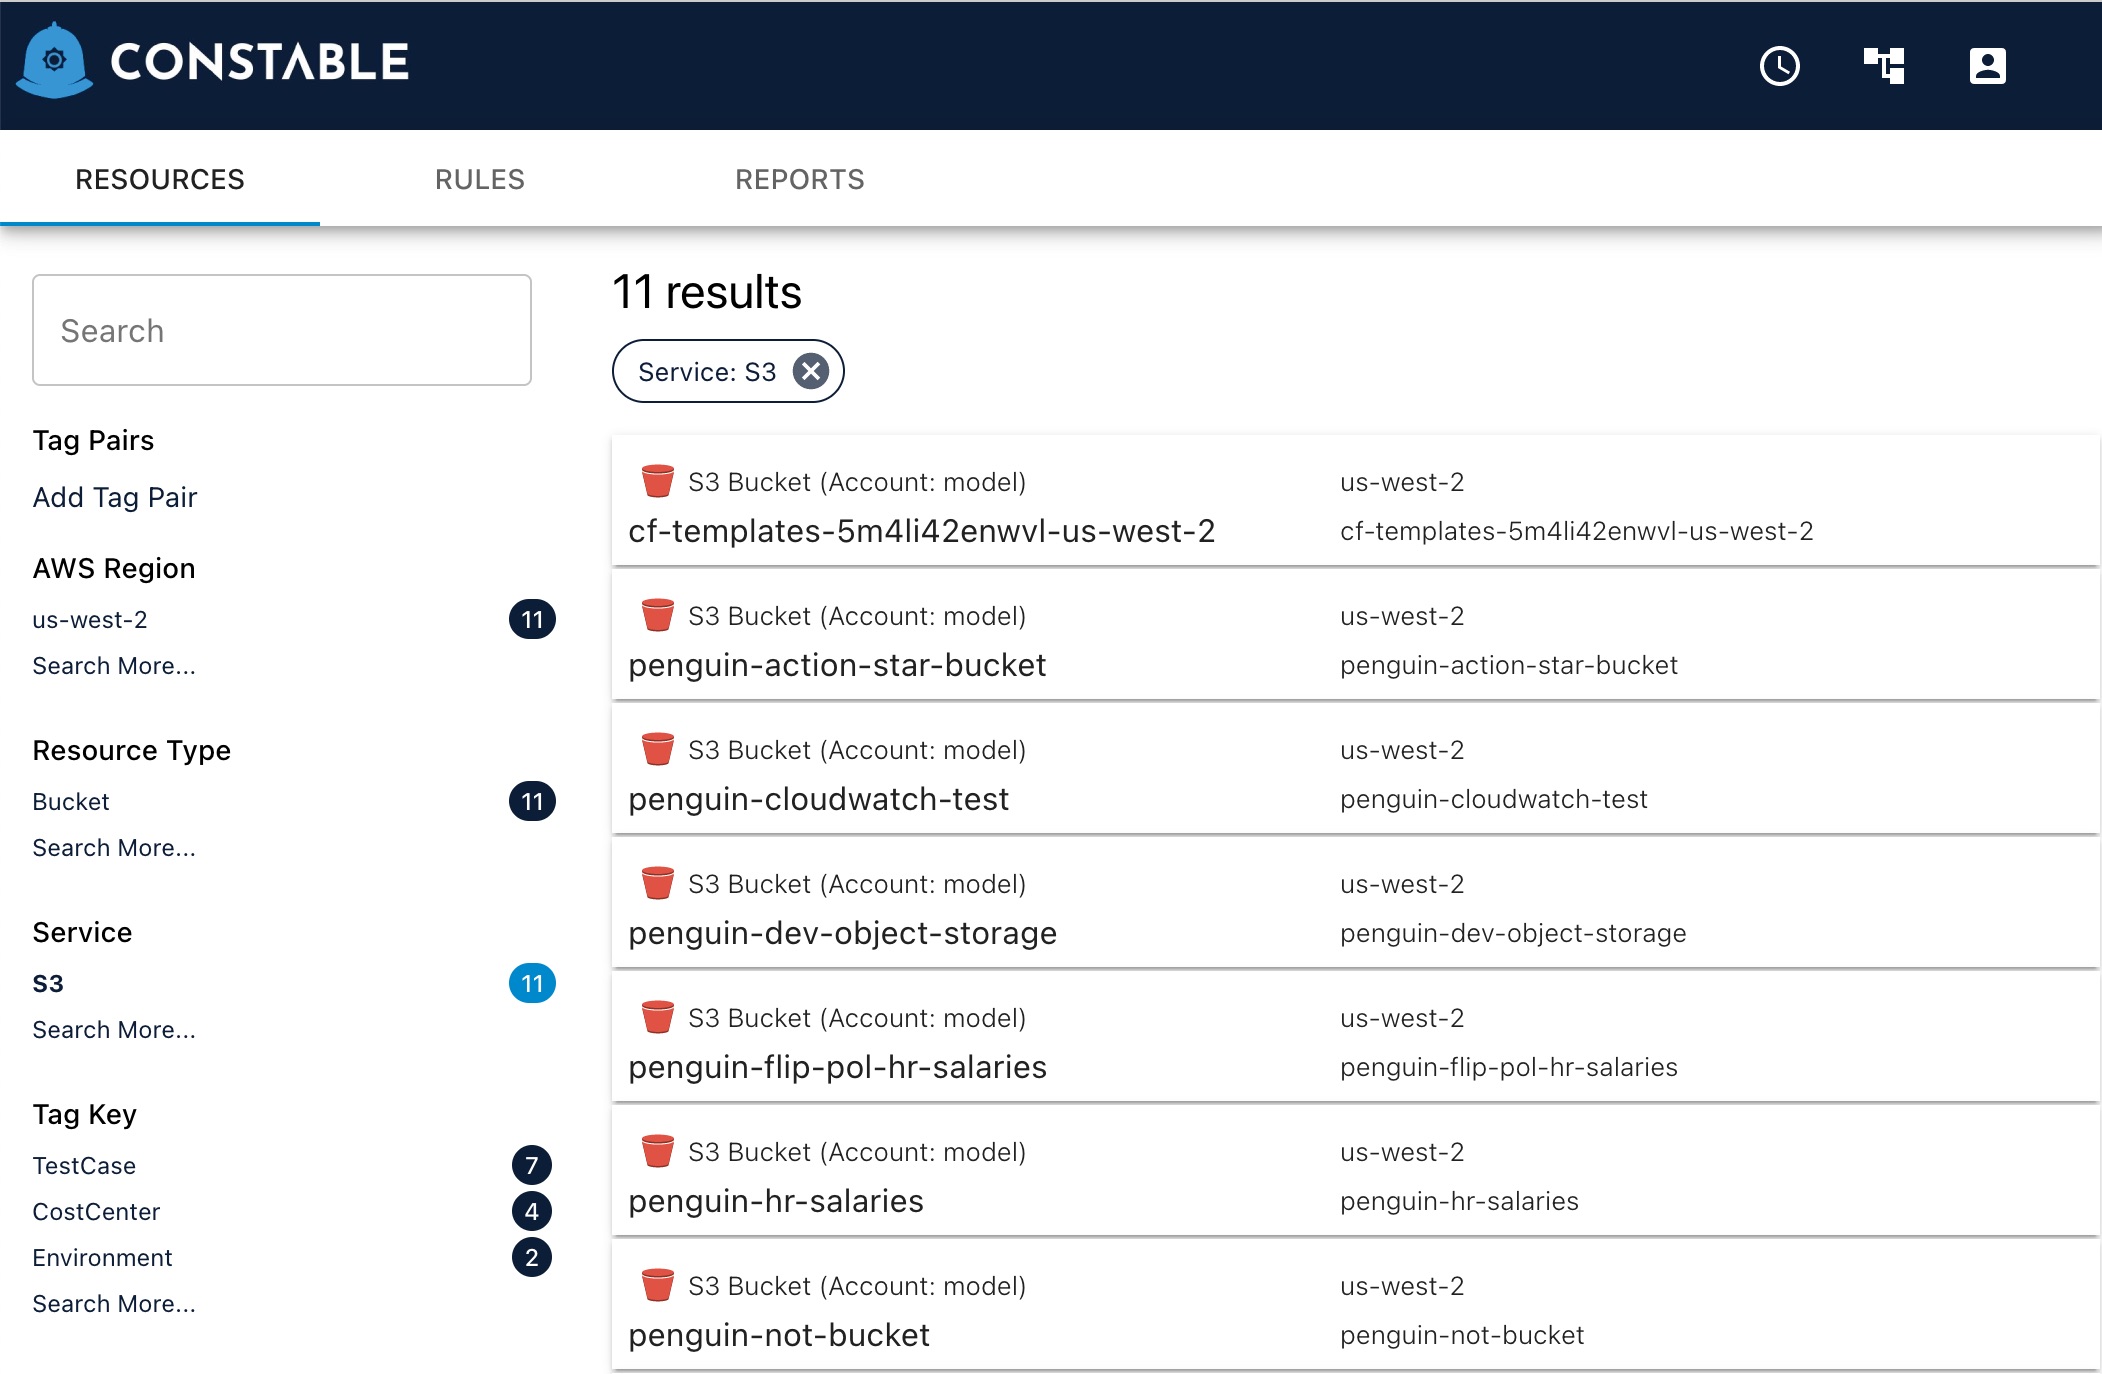 CONSTABLE
RESOURCES
RULES
REPORTS
Search
Tag Pairs
Add Tag Pair
AWS Region
us-west-2
11
Search More...
Resource Type
Bucket
11
Search More...
Service
S3
11
Search More...
Tag Key
TestCase
7
CostCenter
4
Environment
2
Search More...
11 results
Service: S3
S3 Bucket (Account: model)
us-west-2
cf-templates-5m4li42enwvl-us-west-2
cf-templates-5m4li42enwvl-us-west-2
S3 Bucket (Account: model)
us-west-2
penguin-action-star-bucket
penguin-action-star-bucket
S3 Bucket (Account: model)
us-west-2
penguin-cloudwatch-test
penguin-cloudwatch-test
S3 Bucket (Account: model)
us-west-2
penguin-dev-object-storage
penguin-dev-object-storage
S3 Bucket (Account: model)
us-west-2
penguin-flip-pol-hr-salaries
penguin-flip-pol-hr-salaries
S3 Bucket (Account: model)
us-west-2
penguin-hr-salaries
penguin-hr-salaries
S3 Bucket (Account: model)
us-west-2
penguin-not-bucket
penguin-not-bucket